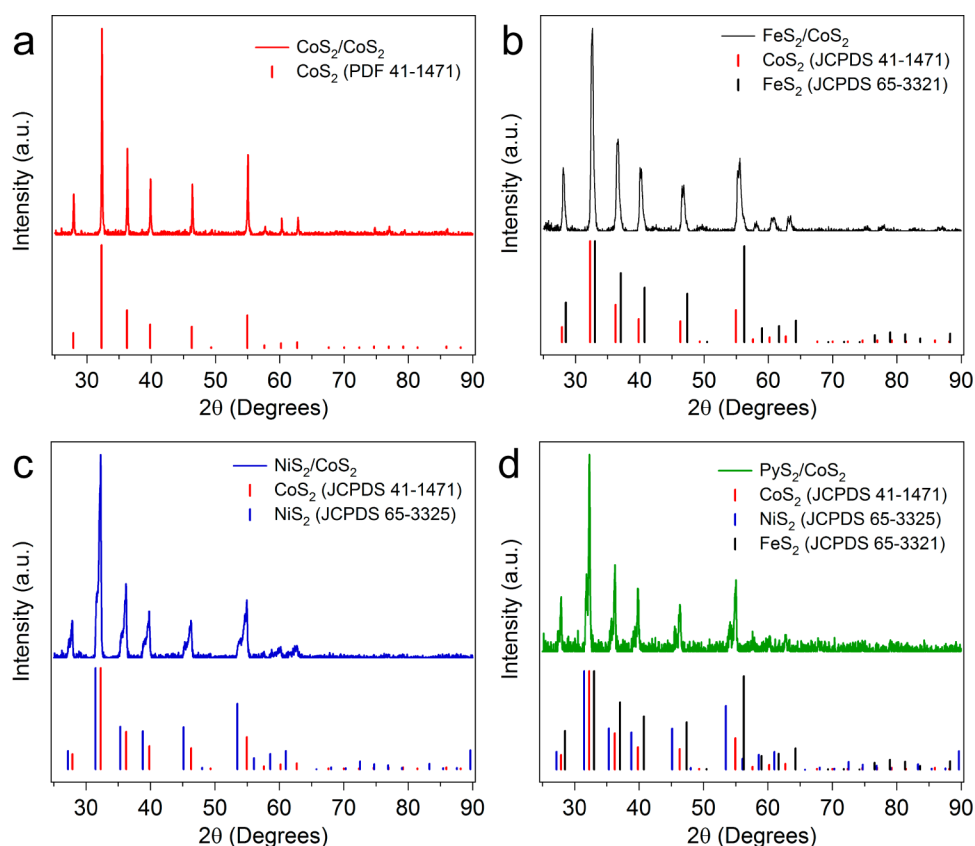 a
CoS₂/CoS₂
CoS₂ (PDF 41-1471)
Intensity (a.u.)
30 40 50 60 70 80 90
2θ (Degrees)
b
FeS₂/CoS₂
CoS₂ (JCPDS 41-1471)
FeS₂ (JCPDS 65-3321)
Intensity (a.u.)
30 40 50 60 70 80 90
2θ (Degrees)
c
NiS₂/CoS₂
CoS₂ (JCPDS 41-1471)
NiS₂ (JCPDS 65-3325)
Intensity (a.u.)
30 40 50 60 70 80 90
2θ (Degrees)
d
PyS₂/CoS₂
CoS₂ (JCPDS 41-1471)
NiS₂ (JCPDS 65-3325)
FeS₂ (JCPDS 65-3321)
Intensity (a.u.)
30 40 50 60 70 80 90
2θ (Degrees)